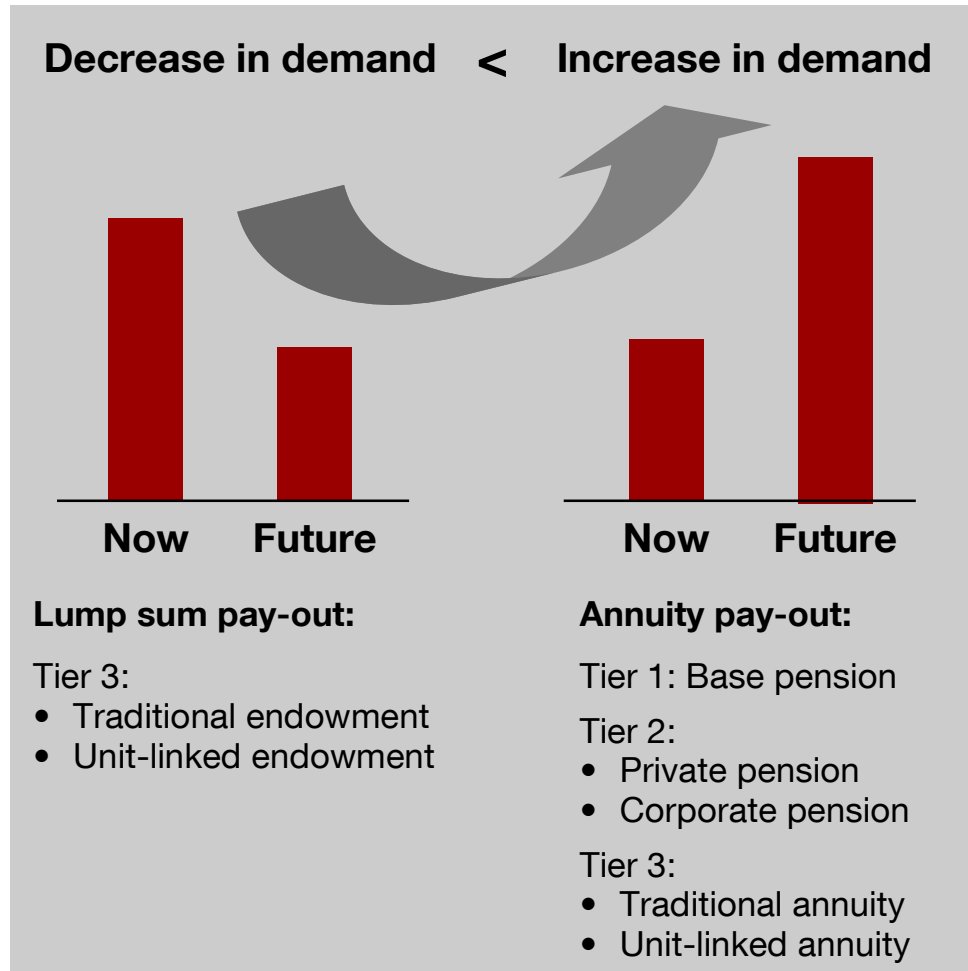 Decrease in demand < Increase in demand
Now Future
Now Future
Lump sum pay-out:
Tier 3:
• Traditional endowment
• Unit-linked endowment
Annuity pay-out:
Tier 1: Base pension
Tier 2:
• Private pension
• Corporate pension
Tier 3:
• Traditional annuity
• Unit-linked annuity